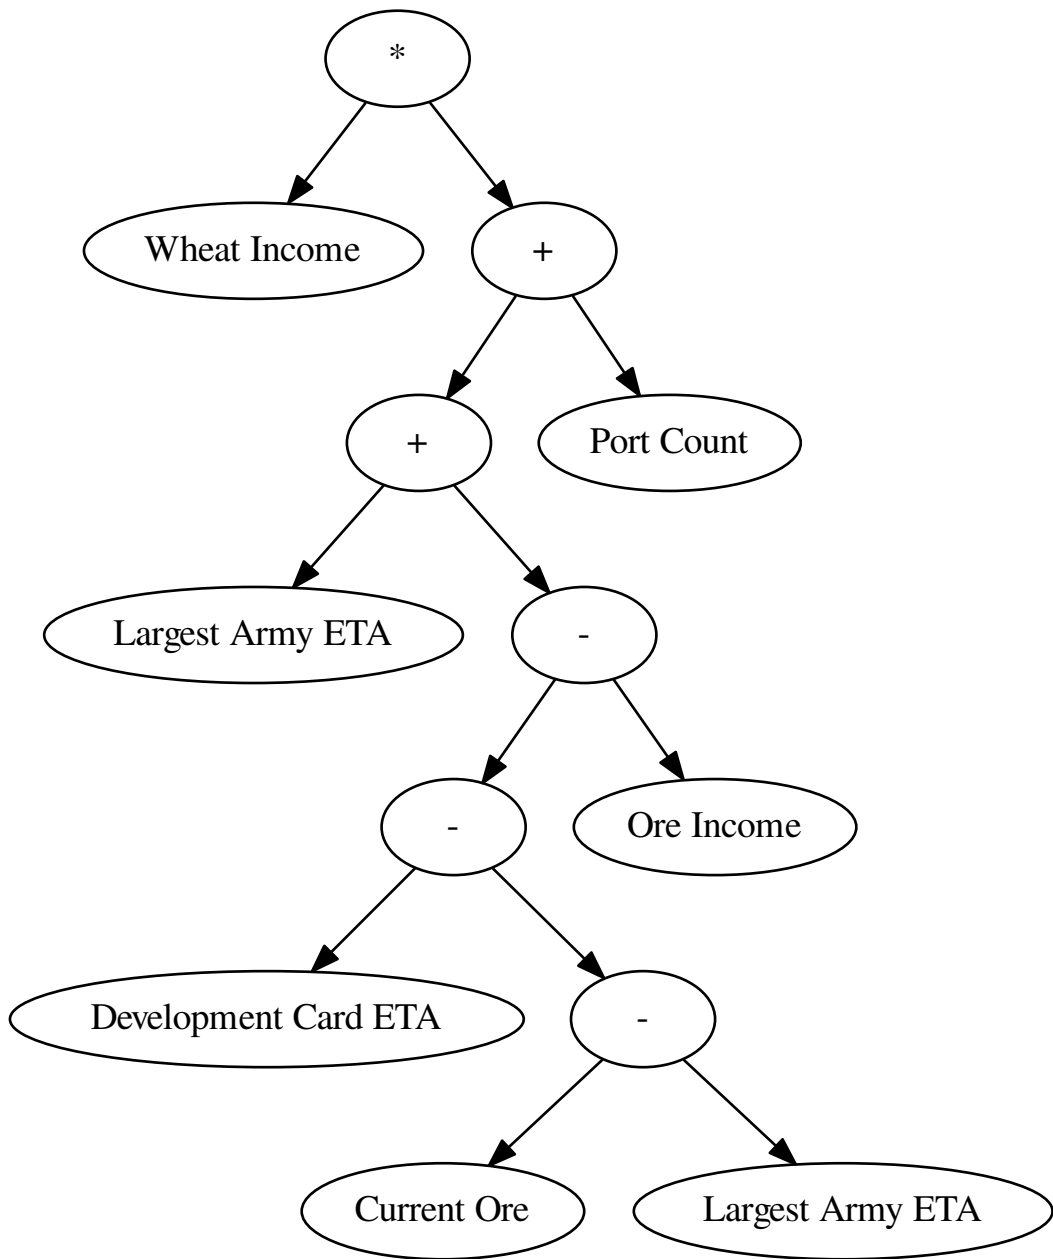 *
Wheat Income
+
+
Port Count
Largest Army ETA
-
-
Ore Income
Development Card ETA
-
Current Ore
Largest Army ETA